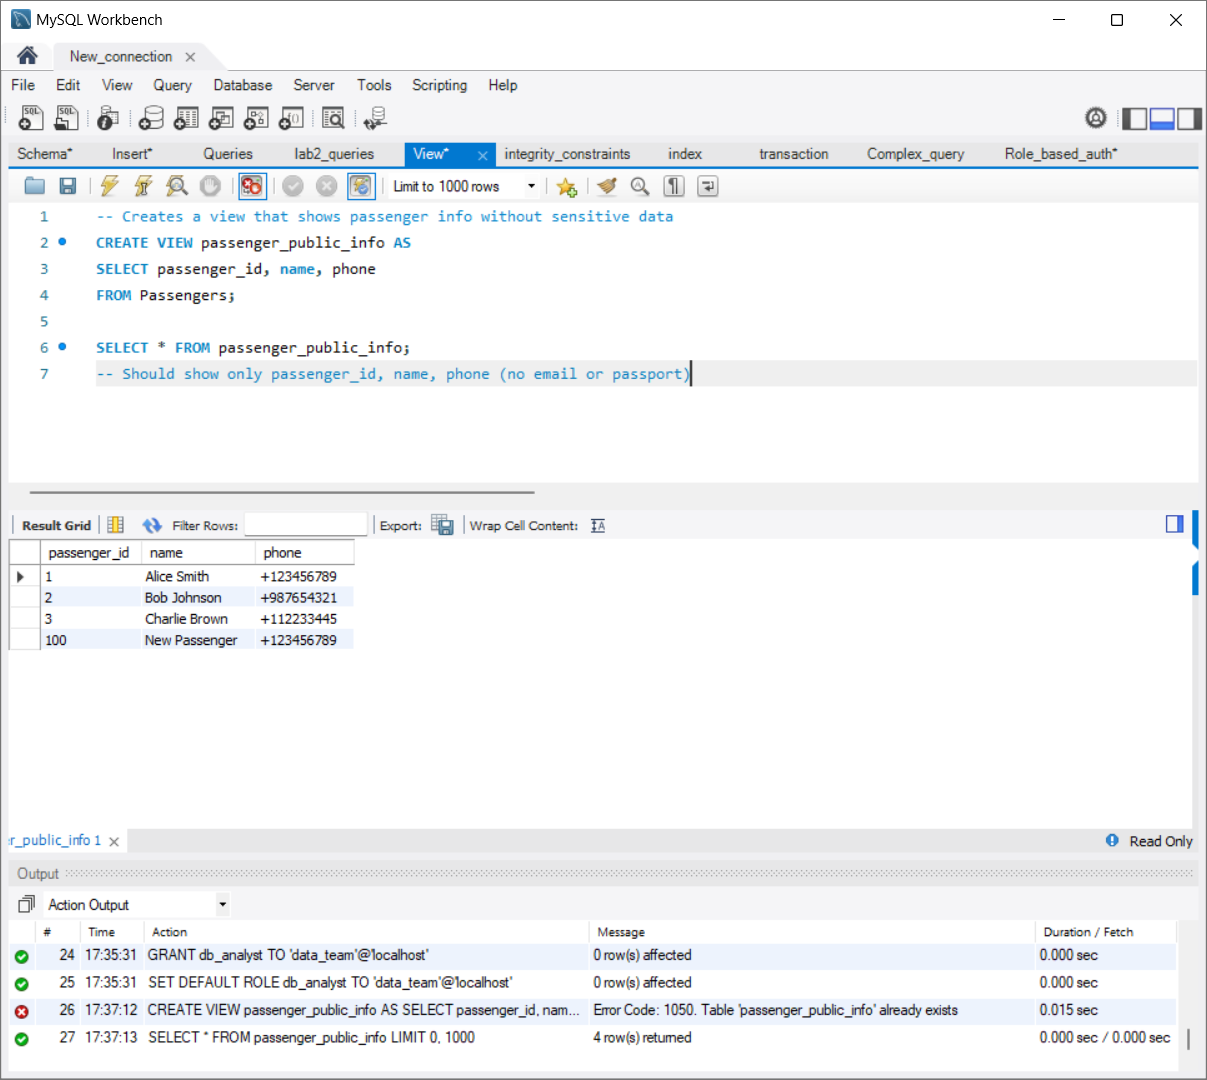 MySQL Workbench
New_connection
File Edit View Query Database Server Tools Scripting Help
SQL SQL
Schema* Insert* Queries lab2_queries View* integrity_constraints index transaction Complex_query Role_based_auth*
Limit to 1000 rows
1 -- Creates a view that shows passenger info without sensitive data
2 CREATE VIEW passenger_public_info AS
3 SELECT passenger_id, name, phone
4 FROM Passengers;
5
6 SELECT * FROM passenger_public_info;
7 -- Should show only passenger_id, name, phone (no email or passport)
Result Grid Filter Rows: Export: Wrap Cell Content:
passenger_id name phone
1 Alice Smith +123456789
2 Bob Johnson +987654321
3 Charlie Brown +112233445
100 New Passenger +123456789
r_public_info 1 Read Only
Output
Action Output
# Time Action Message Duration / Fetch
24 17:35:31 GRANT db_analyst TO 'data_team'@'localhost' 0 row(s) affected 0.000 sec
25 17:35:31 SET DEFAULT ROLE db_analyst TO 'data_team'@'localhost' 0 row(s) affected 0.000 sec
26 17:37:12 CREATE VIEW passenger_public_info AS SELECT passenger_id, nam... Error Code: 1050. Table 'passenger_public_info' already exists 0.015 sec
27 17:37:13 SELECT * FROM passenger_public_info LIMIT 0, 1000 4 row(s) returned 0.000 sec / 0.000 sec